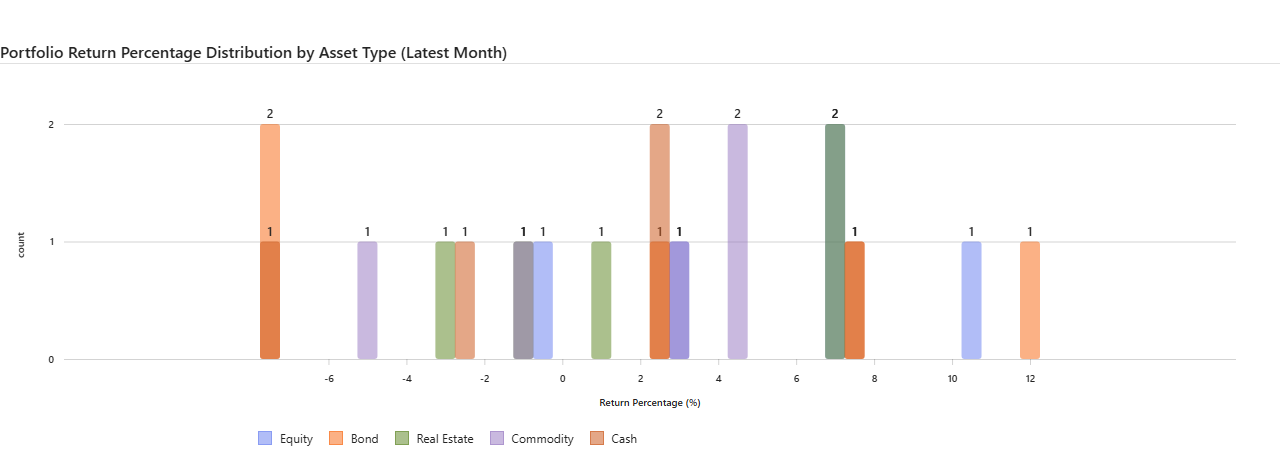 Portfolio Return Percentage Distribution by Asset Type (Latest Month)
2 2 2 2
2
1 1 1 1 1 1 1 1 1 1 1 1
1
count
0
-6 -4 -2 0 2 4 6 8 10 12
Return Percentage (%)
Equity Bond Real Estate Commodity Cash